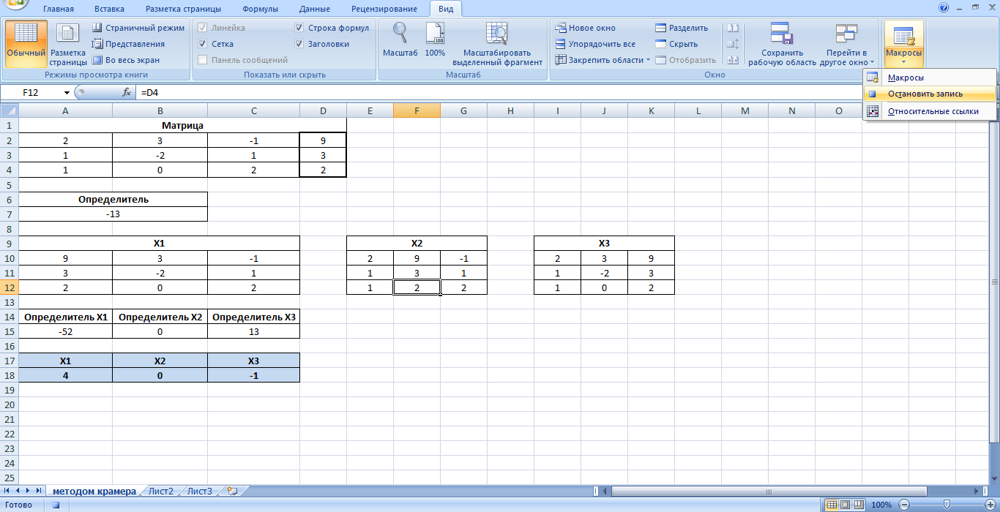 Главная Вставка Разметка страницы Формулы Данные Рецензирование Вид
Обычный Разметка страницы Страничный режим Представления Во весь экран
Режимы просмотра книги
Линейка Строка формул
Сетка Заголовки
Панель сообщений
Показать или скрыть
Масштаб 100% Масштабировать выделенный фрагмент
Масштаб
Новое окно Разделить
Упорядочить все Скрыть
Закрепить области Отобразить
Сохранить рабочую область Перейти в другое окно
Окно
Макросы
Макросы
Остановить запись
Относительные ссылки
F12 fx =D4
A B C D E F G H I J K L M N O
1 Матрица
2 2 3 -1 9
3 1 -2 1 3
4 1 0 2 2
5
6 Определитель
7 -13
8
9 X1 X2 X3
10 9 3 -1 2 9 -1 2 3 9
11 3 -2 1 1 3 1 1 -2 3
12 2 0 2 1 2 2 1 0 2
13
14 Определитель X1 Определитель X2 Определитель X3
15 -52 0 13
16
17 X1 X2 X3
18 4 0 -1
19
20
21
22
23
24
25
методом крамера Лист2 Лист3
Готово 100%